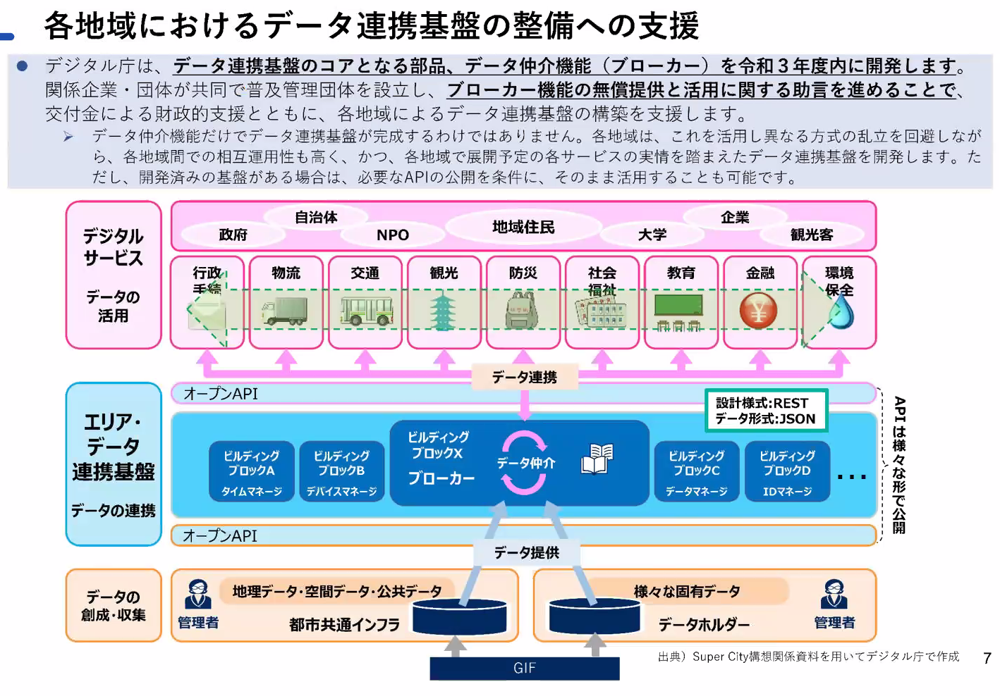 各地域におけるデータ連携基盤の整備への支援
● デジタル庁は、データ連携基盤のコアとなる部品、データ仲介機能（ブローカー）を令和３年度内に開発します。
関係企業・団体が共同で普及管理団体を設立し、ブローカー機能の無償提供と活用に関する助言を進めることで、
交付金による財政的支援とともに、各地域によるデータ連携基盤の構築を支援します。
➢ データ仲介機能だけでデータ連携基盤が完成するわけではありません。各地域は、これを活用し異なる方式の乱立を回避しなが
ら、各地域間での相互運用性も高く、かつ、各地域で展開予定の各サービスの実情を踏まえたデータ連携基盤を開発します。た
だし、開発済みの基盤がある場合は、必要なAPIの公開を条件に、そのまま活用することも可能です。
デジタル
サービス
データの
活用
政府
自治体
NPO
地域住民
大学
企業
観光客
行政
手続
物流
交通
観光
防災
社会
福祉
教育
金融
環境
保全
データ連携
エリア・
データ
連携基盤
データの連携
オープンAPI
設計様式:REST
データ形式:JSON
ビルディング
ブロックA
タイムマネージ
ビルディング
ブロックB
デバイスマネージ
ビルディング
ブロックX
ブローカー
データ仲介
ビルディング
ブロックC
データマネージ
ビルディング
ブロックD
IDマネージ
･･･
オープンAPI
APIは様々な形で公開
データ提供
データの
創成・収集
管理者
地理データ・空間データ・公共データ
都市共通インフラ
様々な固有データ
データホルダー
管理者
GIF
出典）Super City構想関係資料を用いてデジタル庁で作成
7